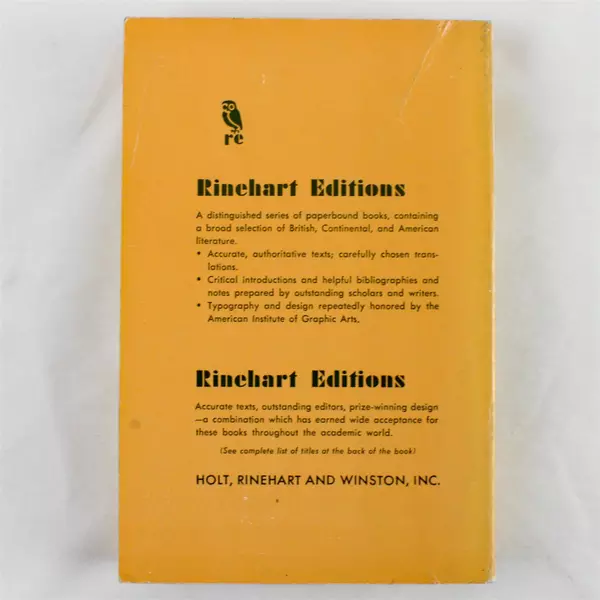 re
Rinehart Editions
A distinguished series of paperbound books, containing
a broad selection of British, Continental, and American
literature.
• Accurate, authoritative texts; carefully chosen trans-
lations.
• Critical introductions and helpful bibliographies and
notes prepared by outstanding scholars and writers.
• Typography and design repeatedly honored by the
American Institute of Graphic Arts.
Rinehart Editions
Accurate texts, outstanding editors, prize-winning design
—a combination which has earned wide acceptance for
these books throughout the academic world.
(See complete list of titles at the back of the book)
HOLT, RINEHART AND WINSTON, INC.